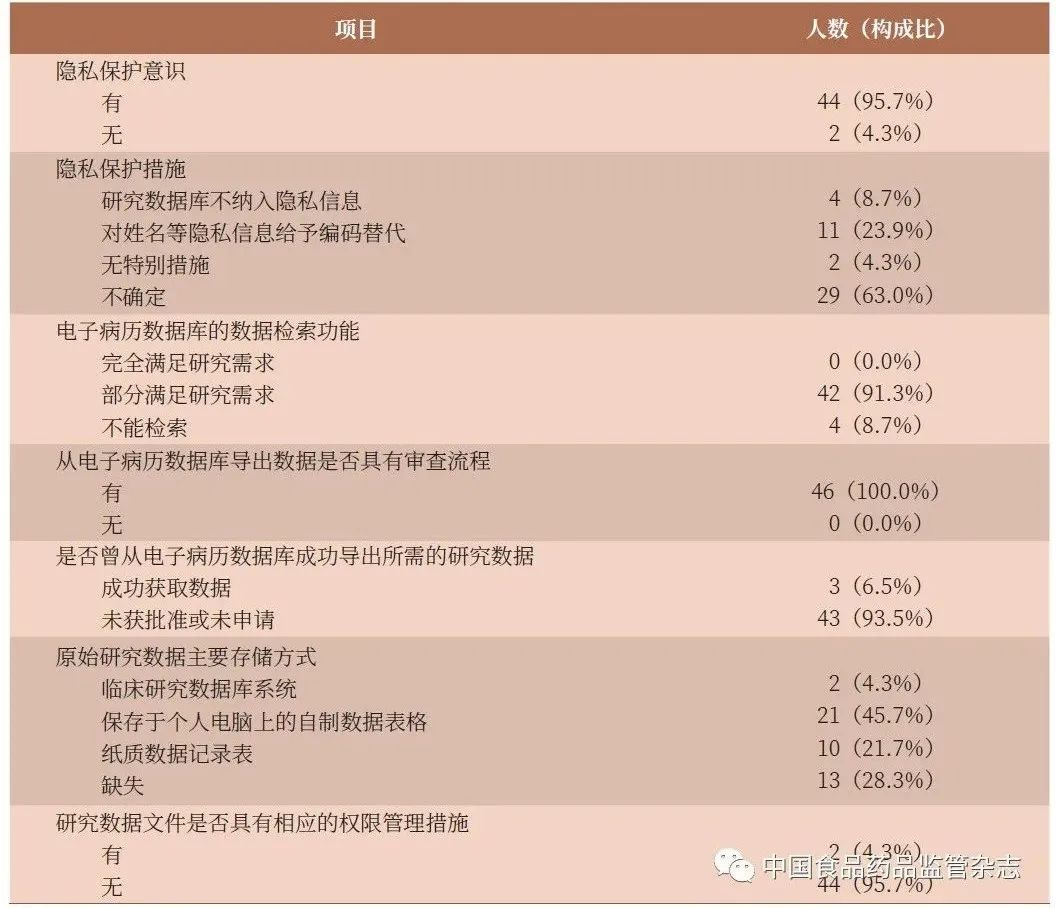 项目 人数（构成比）
隐私保护意识
有 44（95.7%）
无 2（4.3%）
隐私保护措施
研究数据库不纳入隐私信息 4（8.7%）
对姓名等隐私信息给予编码替代 11（23.9%）
无特别措施 2（4.3%）
不确定 29（63.0%）
电子病历数据库的数据检索功能
完全满足研究需求 0（0.0%）
部分满足研究需求 42（91.3%）
不能检索 4（8.7%）
从电子病历数据库导出数据是否具有审查流程
有 46（100.0%）
无 0（0.0%）
是否曾从电子病历数据库成功导出所需的研究数据
成功获取数据 3（6.5%）
未获批准或未申请 43（93.5%）
原始研究数据主要存储方式
临床研究数据库系统 2（4.3%）
保存于个人电脑上的自制数据表格 21（45.7%）
纸质数据记录表 10（21.7%）
缺失 13（28.3%）
研究数据文件是否具有相应的权限管理措施
有 2（4.3%）
中国食品药品监管杂志
无 44（95.7%）